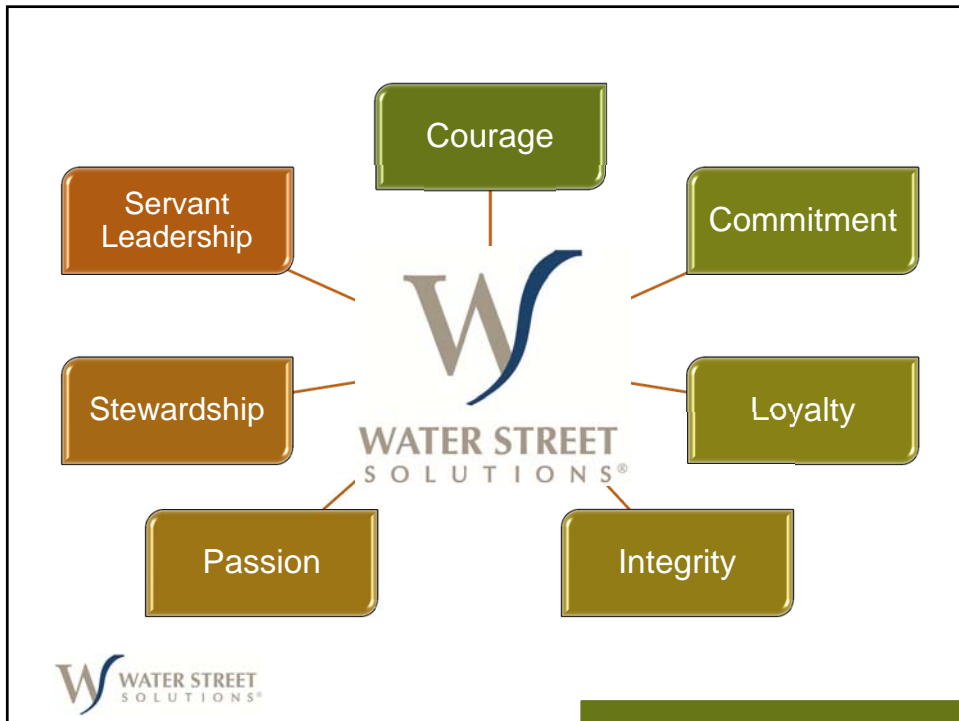 Courage
Servant
Leadership
Commitment
W
WATER STREET
SOLUTIONS®
Stewardship
Loyalty
Passion
Integrity
W
WATER STREET
SOLUTIONS®